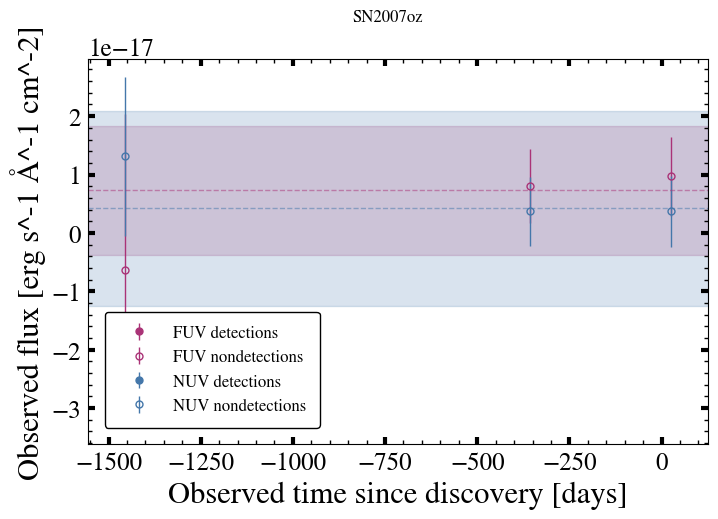 SN2007oz
1e−17
Observed flux [erg s^-1 Å^-1 cm^-2]
2
1
0
−1
−2
−3
FUV detections
FUV nondetections
NUV detections
NUV nondetections
−1500 −1250 −1000 −750 −500 −250 0
Observed time since discovery [days]